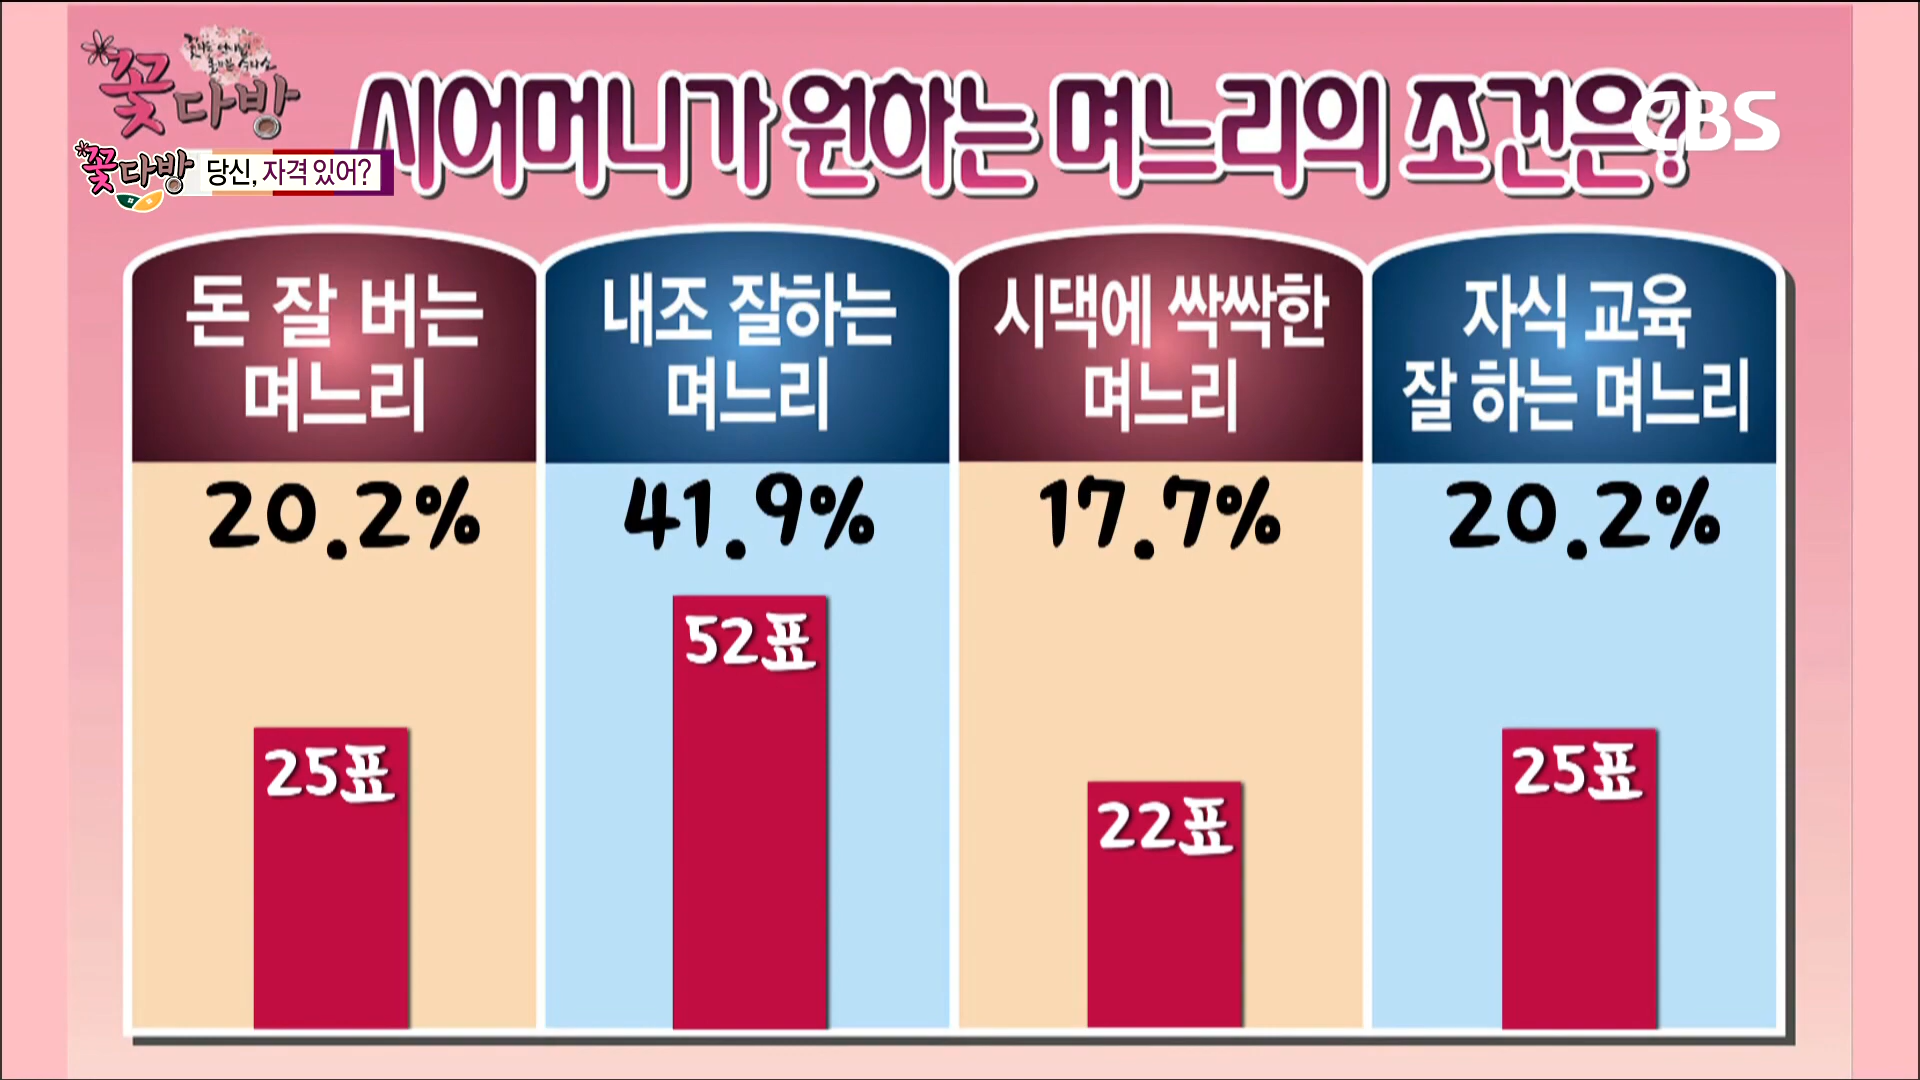 꽃다방
시어머니가 원하는 며느리의 조건은?
CBS
꽃다방 당신, 자격 있어?
돈 잘 버는
며느리
20.2%
25표
내조 잘하는
며느리
41.9%
52표
시댁에 싹싹한
며느리
17.7%
22표
자식 교육
잘 하는 며느리
20.2%
25표